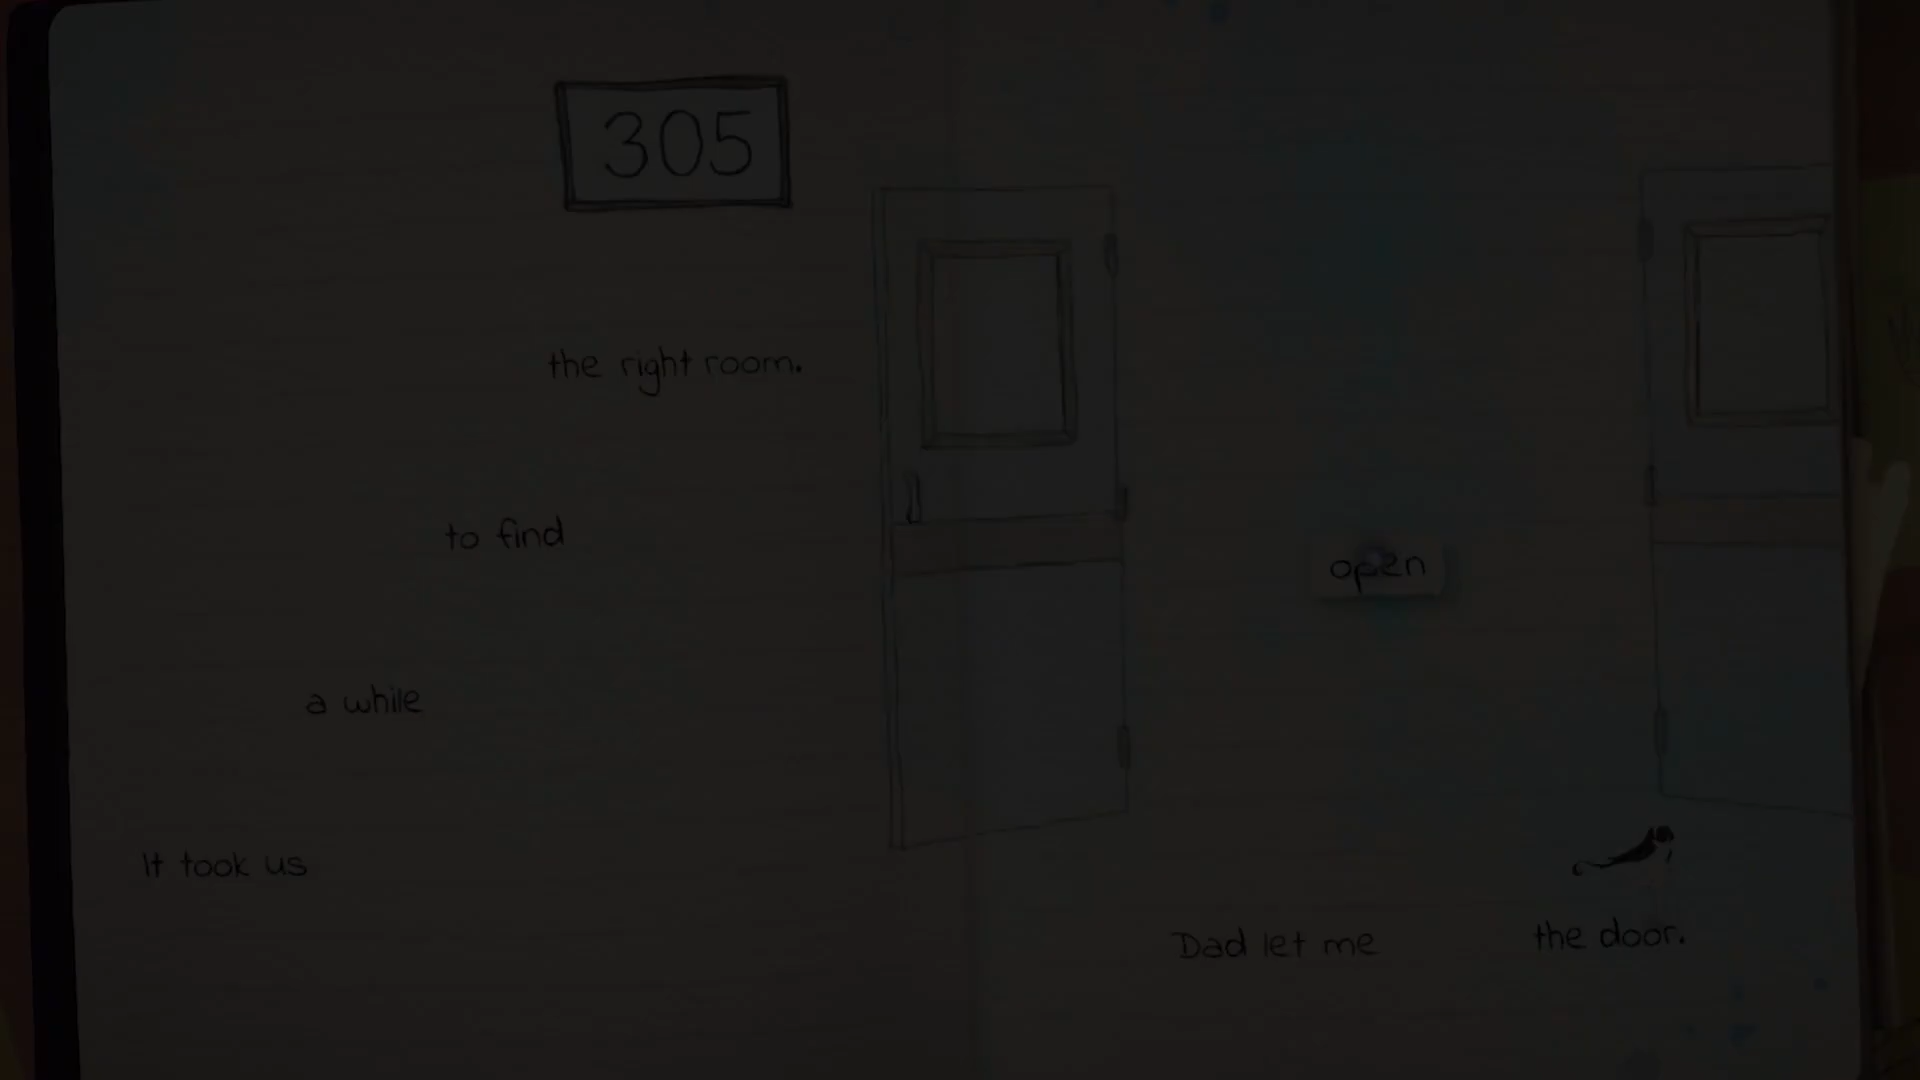 305
the right room.
to find
a while
It took us
open
Dad let me the door.